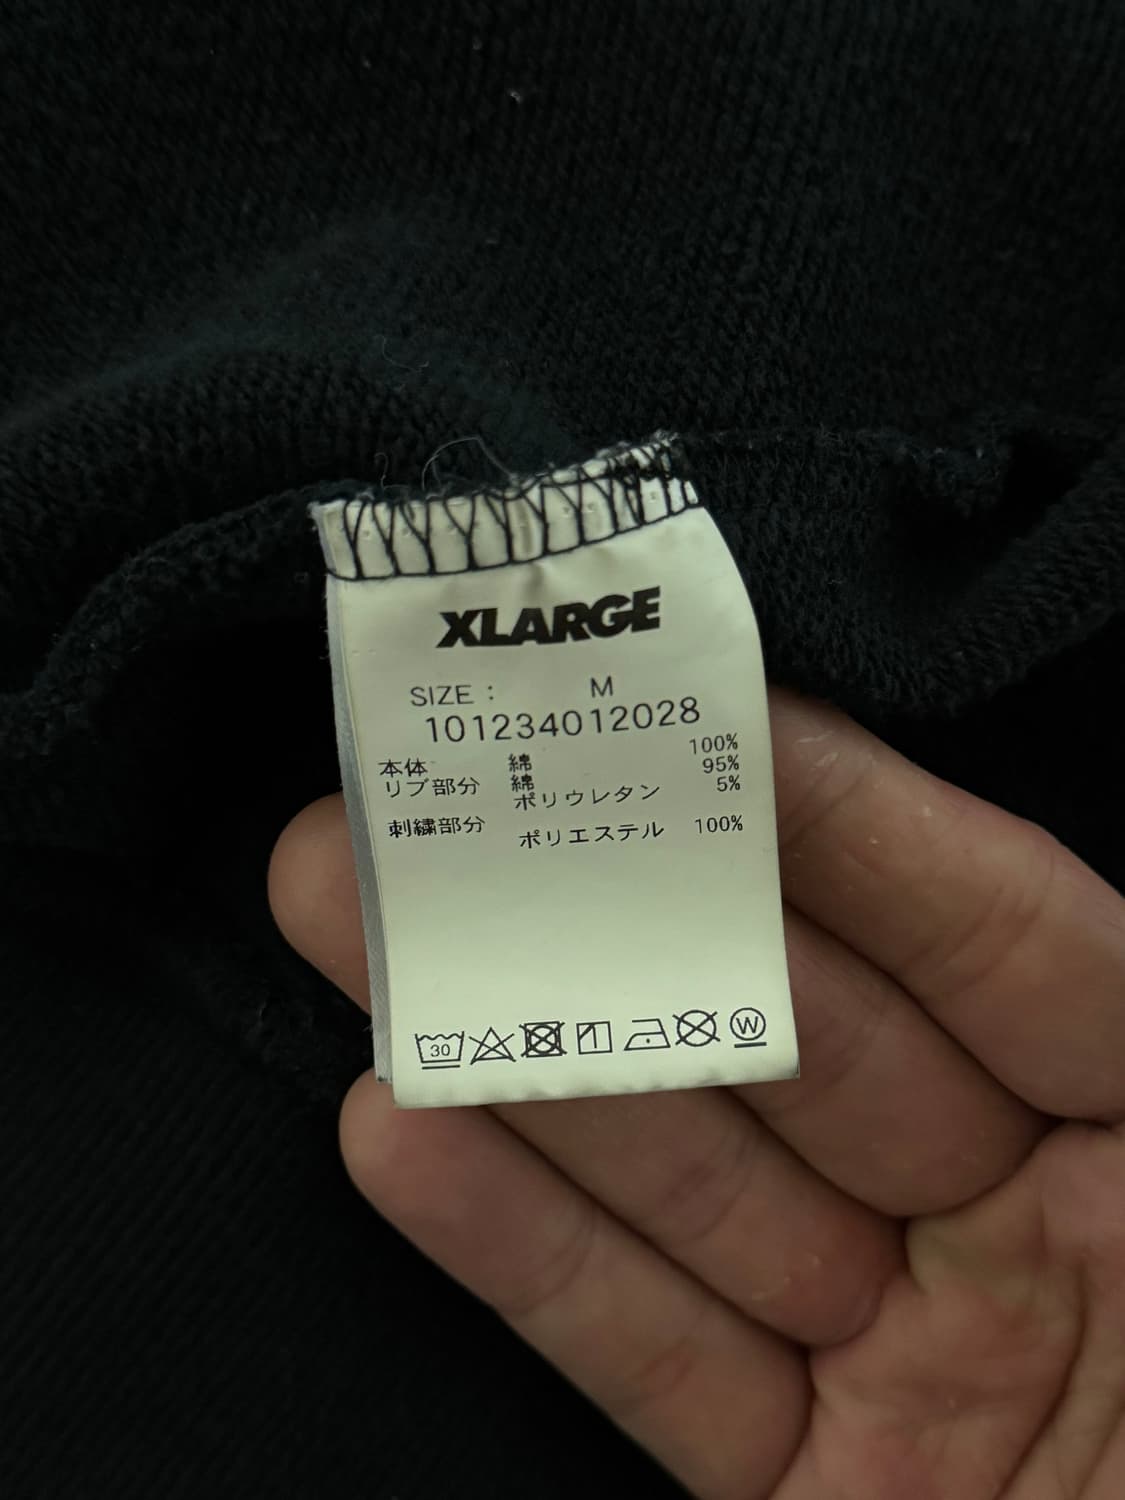 XLARGE
SIZE : M
101234012028
本体 綿 100%
リブ部分 綿 95%
ポリウレタン 5%
刺繍部分 ポリエステル 100%
30
W